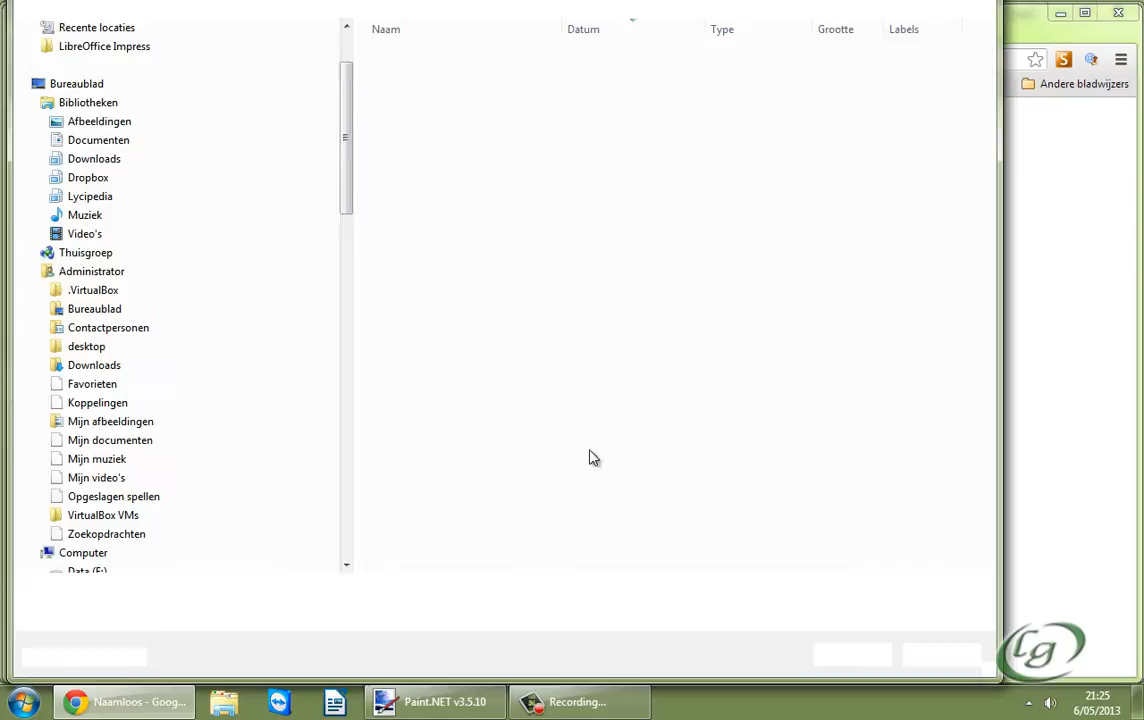 Recente locaties
LibreOffice Impress
Naam Datum Type Grootte Labels
Andere bladwijzers
Bureaublad
Bibliotheken
Afbeeldingen
Documenten
Downloads
Dropbox
Lycipedia
Muziek
Video's
Thuisgroep
Administrator
.VirtualBox
Bureaublad
Contactpersonen
desktop
Downloads
Favorieten
Koppelingen
Mijn afbeeldingen
Mijn documenten
Mijn muziek
Mijn video's
Opgeslagen spellen
VirtualBox VMs
Zoekopdrachten
Computer
Data (E:)
Lg
Naamloos - Goog...
Paint.NET v3.5.10
Recording...
21:25
6/05/2013